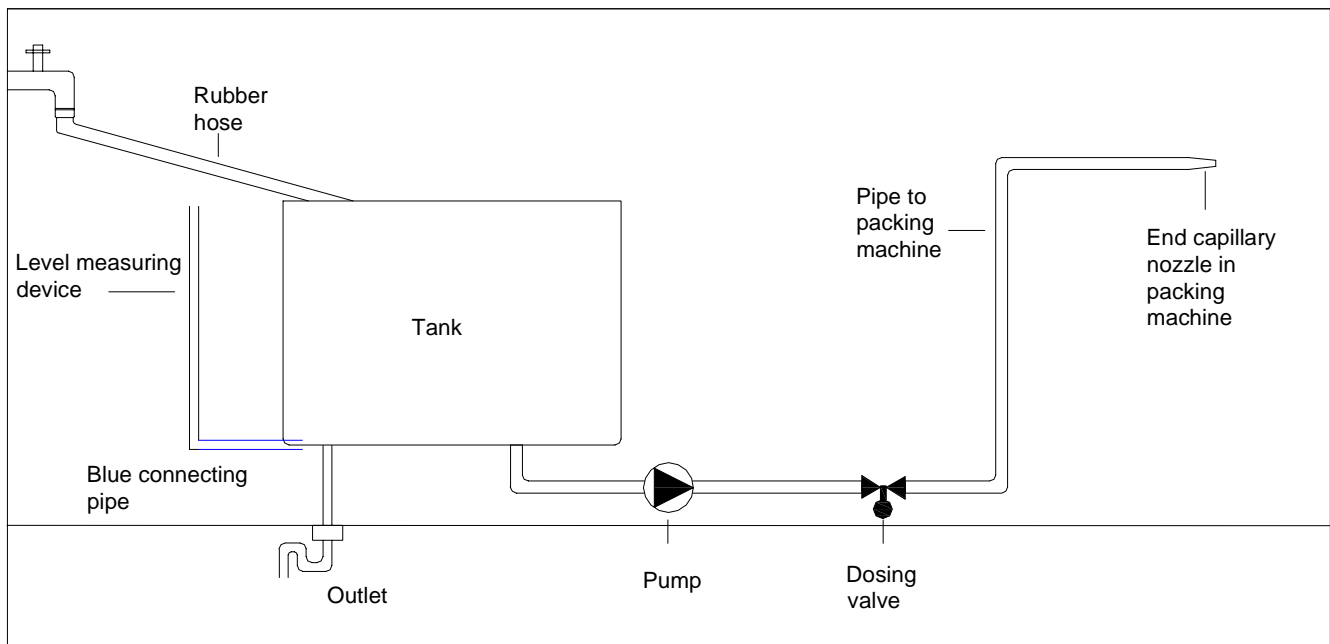 Rubber
hose
Level measuring
device
Tank
Pipe to
packing
machine
End capillary
nozzle in
packing
machine
Blue connecting
pipe
Outlet
Pump
Dosing
valve